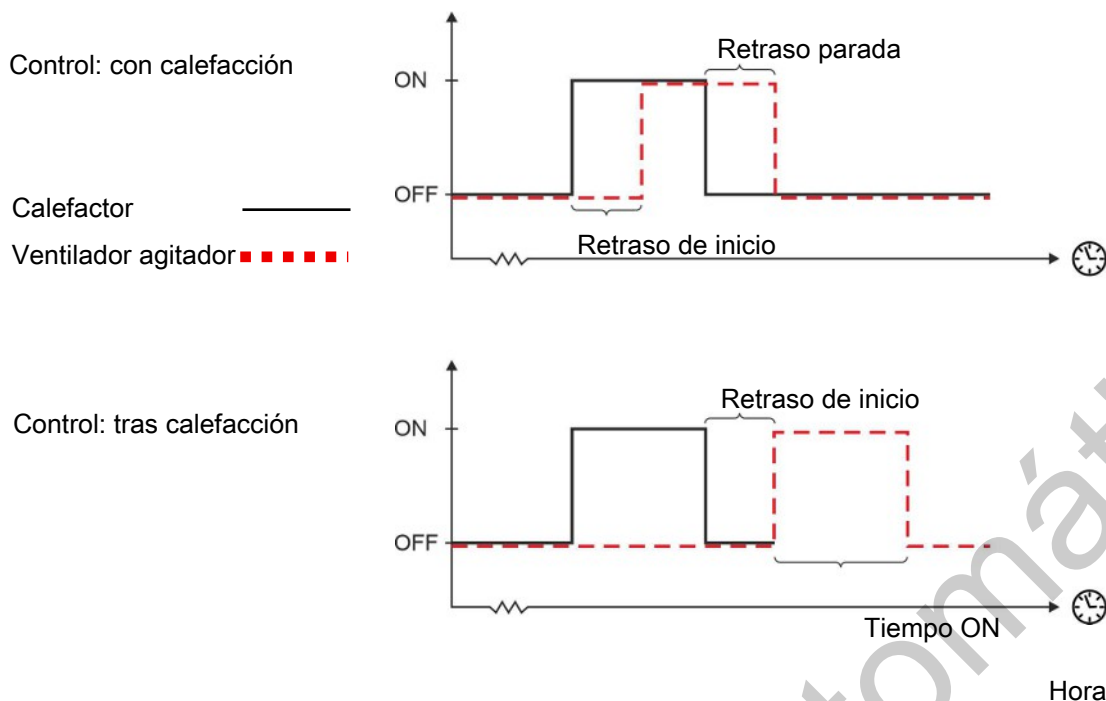 Control: con calefacción
Retraso parada
ON
OFF
Calefactor
Ventilador agitador
Retraso de inicio
Control: tras calefacción
Retraso de inicio
ON
OFF
Tiempo ON
Hora